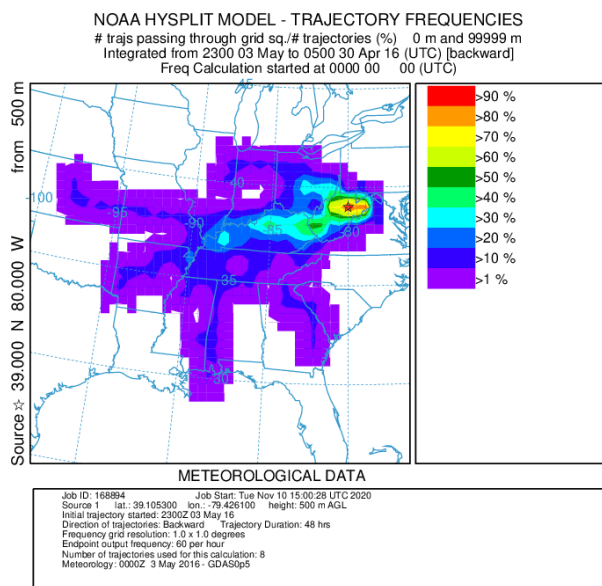 NOAA HYSPLIT MODEL - TRAJECTORY FREQUENCIES
# trajs passing through grid sq./# trajectories (%) 0 m and 99999 m
Integrated from 2300 03 May to 0500 30 Apr 16 (UTC) [backward]
Freq Calculation started at 0000 00 00 (UTC)
Source ☆ 39.000 N 80.000 W from 500 m
45
-100
-95
-90
-85
-80
40
35
30
>90 %
>80 %
>70 %
>60 %
>50 %
>40 %
>30 %
>20 %
>10 %
>1 %
METEOROLOGICAL DATA
Job ID: 168894 Job Start: Tue Nov 10 15:00:28 UTC 2020
Source 1 lat.: 39.105300 lon.: -79.426100 height: 500 m AGL
Initial trajectory started: 2300Z 03 May 16
Direction of trajectories: Backward Trajectory Duration: 48 hrs
Frequency grid resolution: 1.0 x 1.0 degrees
Endpoint output frequency: 60 per hour
Number of trajectories used for this calculation: 8
Meteorology: 0000Z 3 May 2016 - GDAS0p5